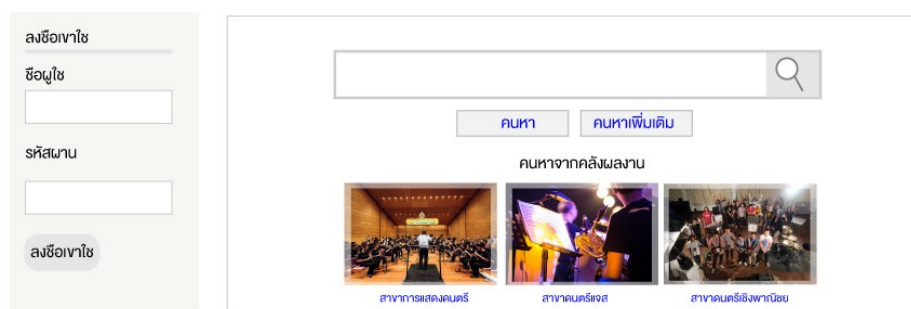 ลงชือเขาใช
ชือผูใช
รหัสผาน
ลงชือเขาใช
คนหา
คนหาเพิ่มเติม
คนหาจากคลังผลงาน
สาขาการแสดงดนตรี
สาขาดนตรีแจส
สาขาดนตรีเชิงพาณิชย